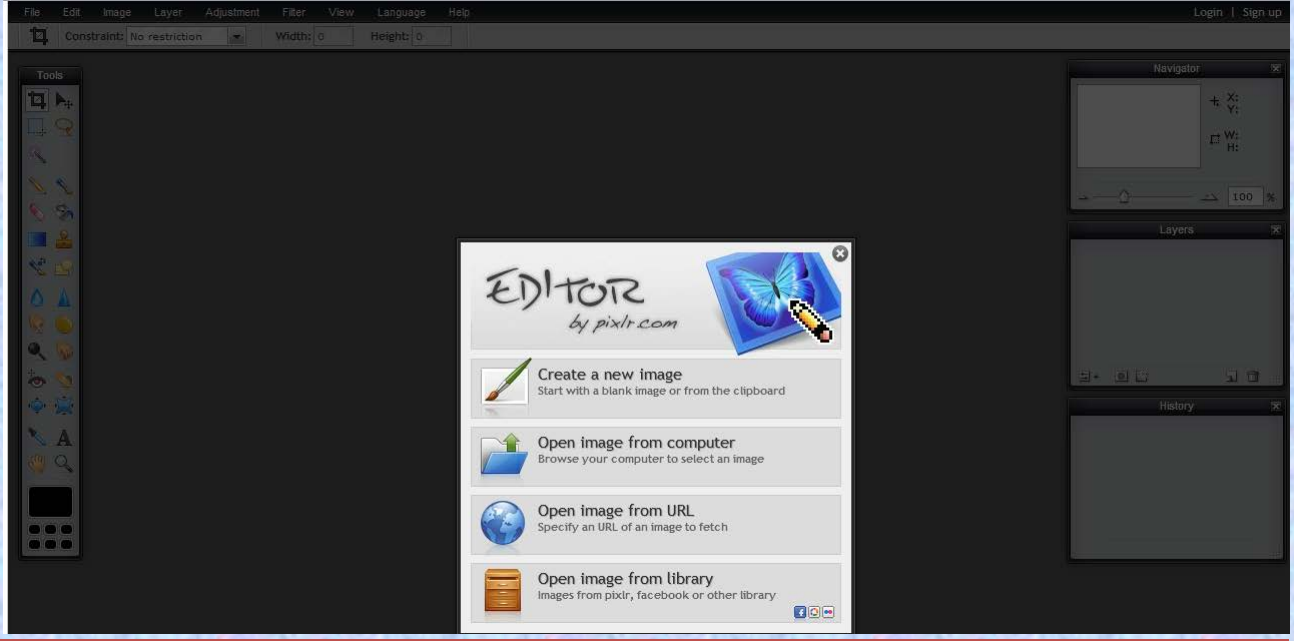 File Edit Image Layer Adjustment Filter View Language Help Login | Sign up
Constraint: No restriction Width: 0 Height: 0
Tools
Navigator
X:
Y:
W:
H:
100 %
Layers
History
A
EDITOR
by pixlr.com
Create a new image
Start with a blank image or from the clipboard
Open image from computer
Browse your computer to select an image
Open image from URL
Specify an URL of an image to fetch
Open image from library
Images from pixlr, facebook or other library